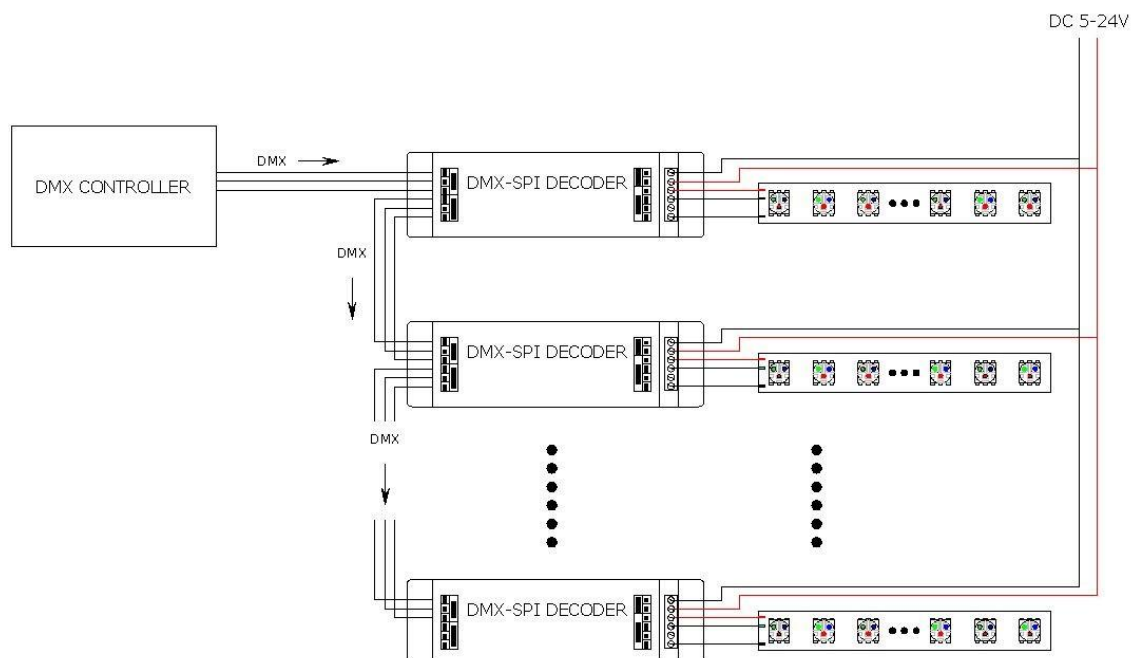 DC 5-24V
DMX
DMX CONTROLLER
DMX-SPI DECODER
DMX
DMX-SPI DECODER
DMX
DMX-SPI DECODER